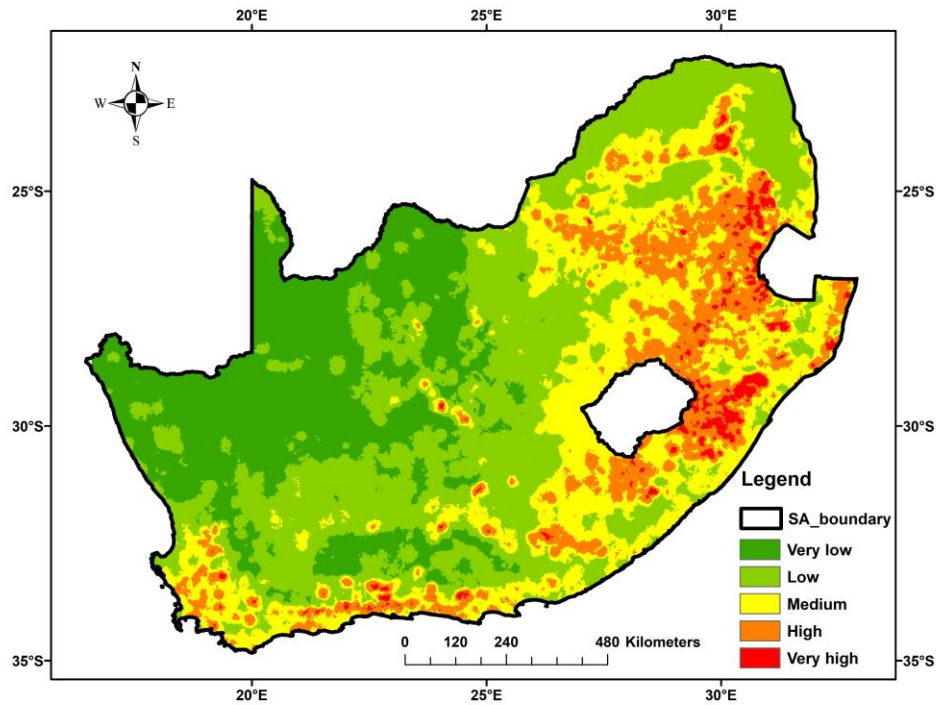 20°E 25°E 30°E
N
W E
S
25°S 25°S
30°S 30°S
Legend
SA_boundary
Very low
Low
Medium
High
Very high
0 120 240 480 Kilometers
35°S 35°S
20°E 25°E 30°E